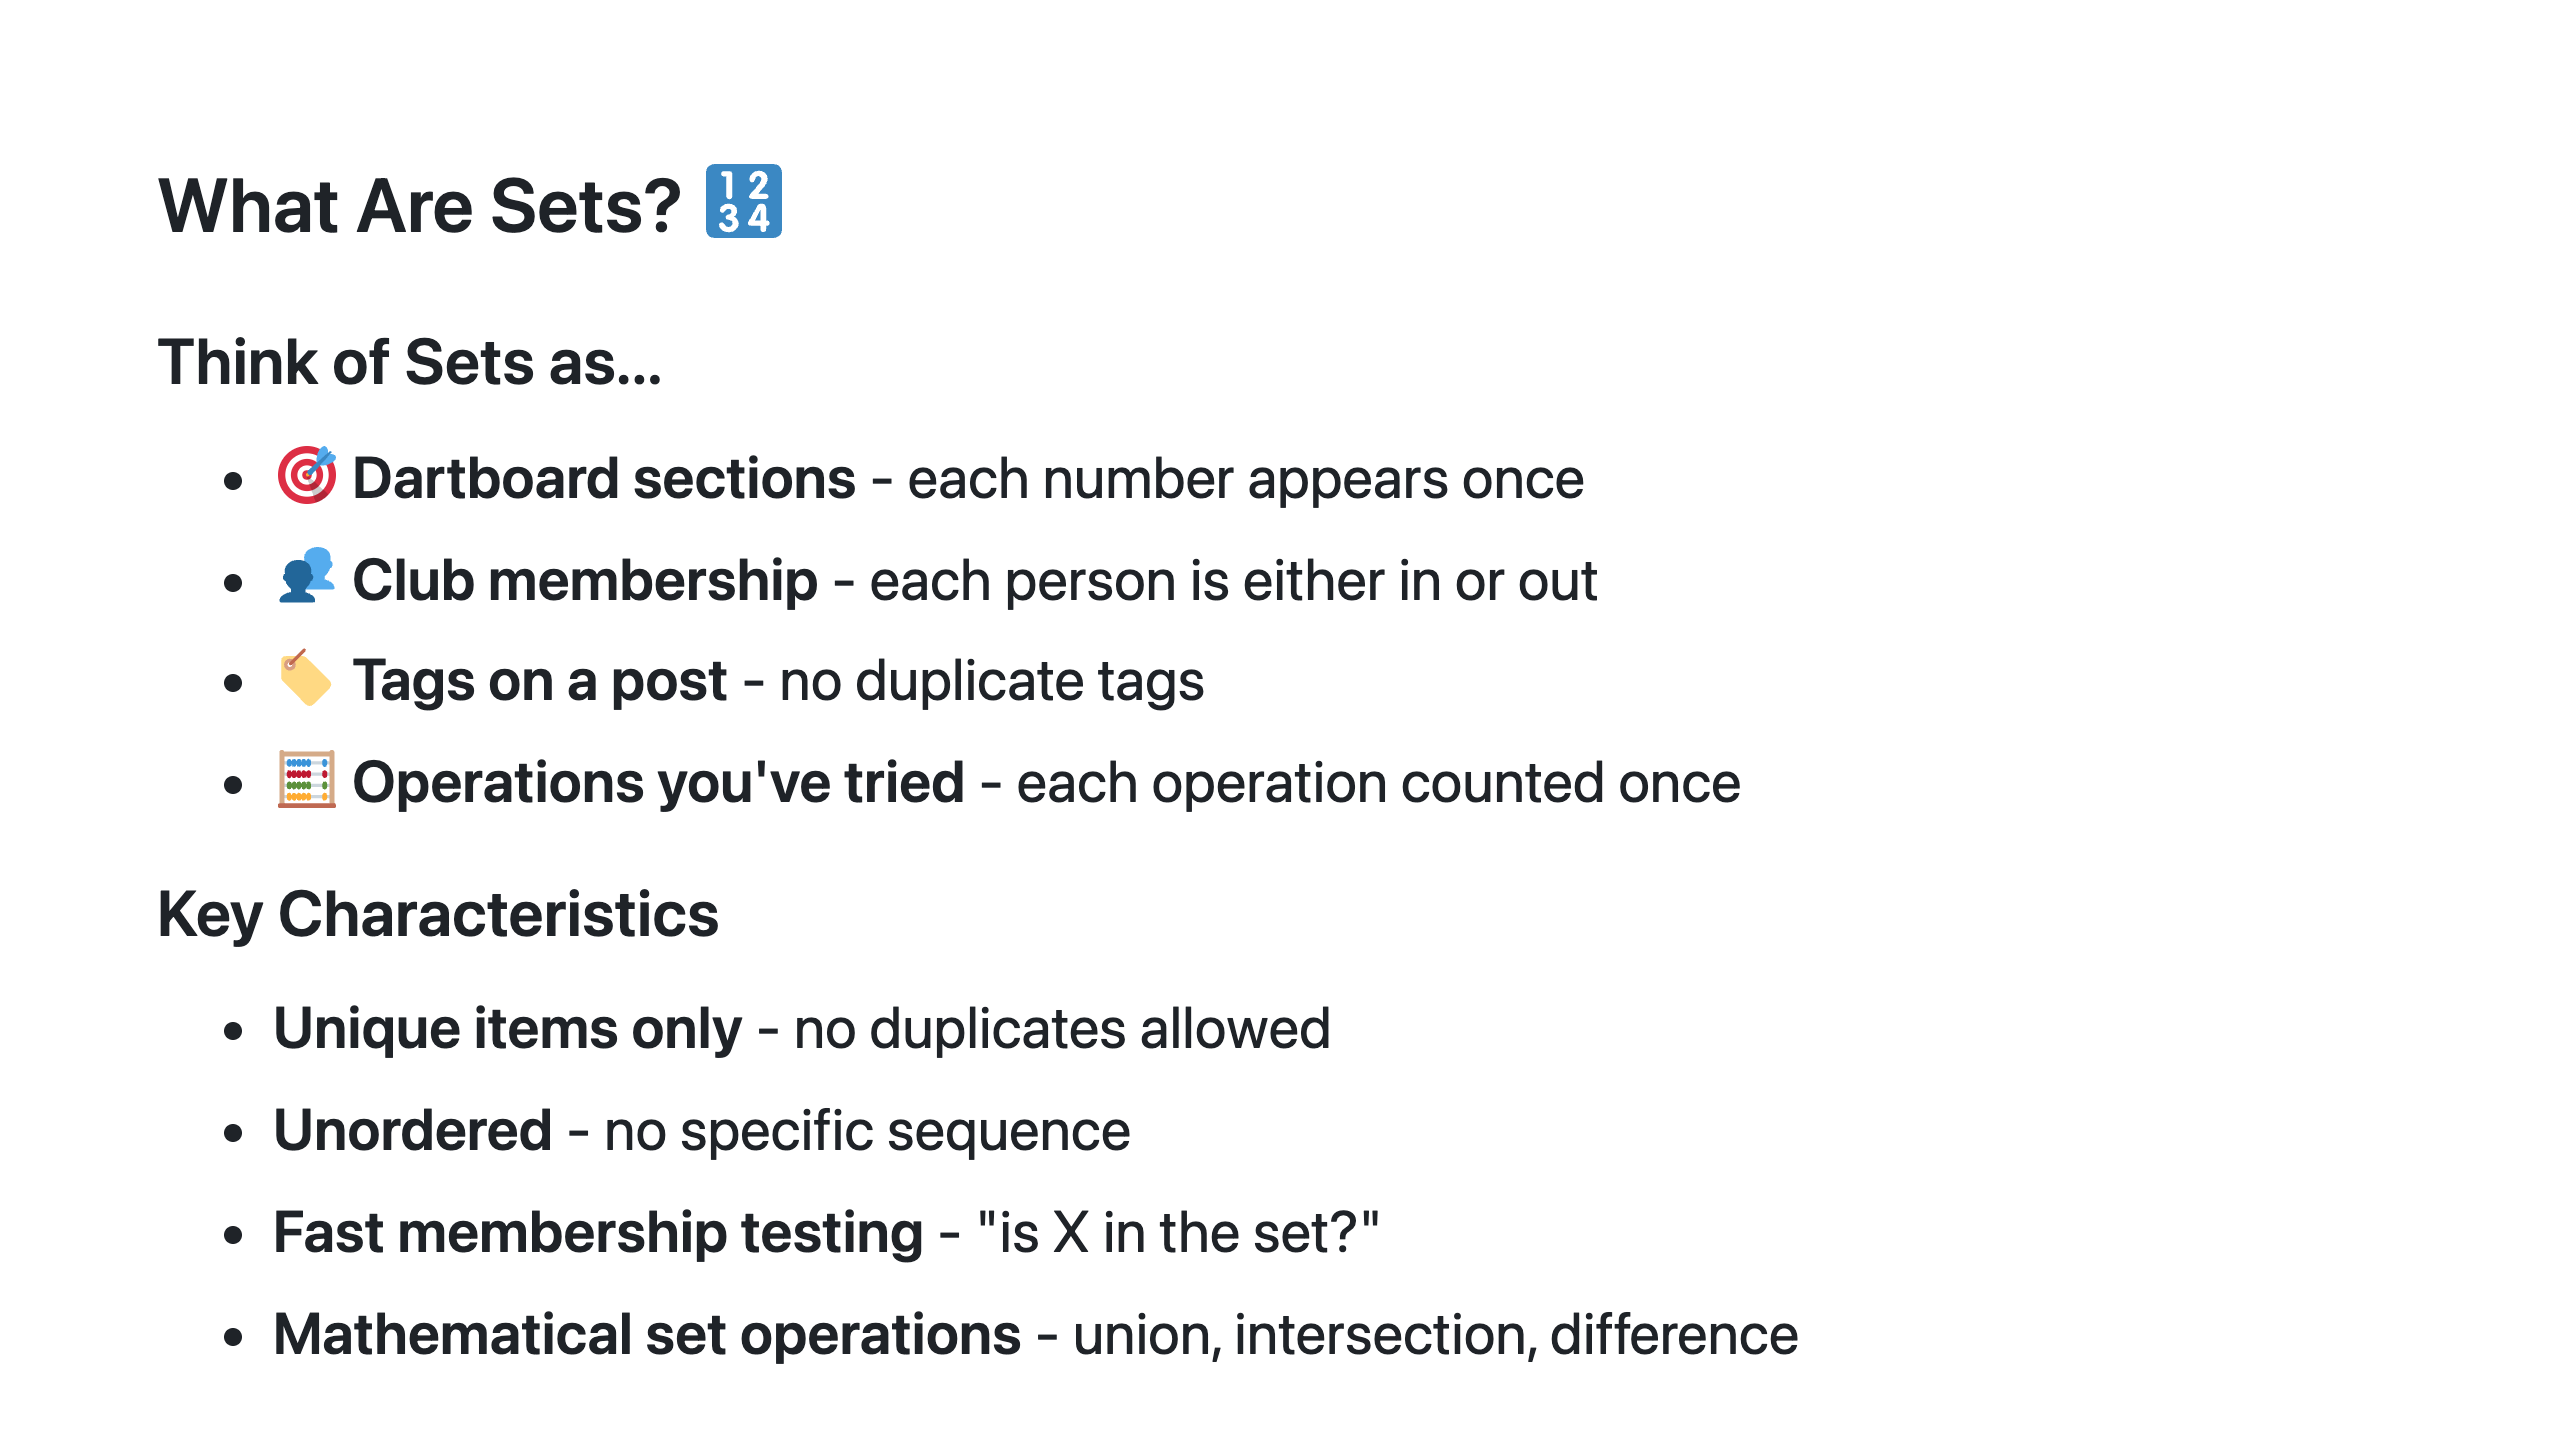 What Are Sets? 🔢
Think of Sets as...
• 🎯 Dartboard sections - each number appears once
• 👥 Club membership - each person is either in or out
• 🏷️ Tags on a post - no duplicate tags
• 🧮 Operations you've tried - each operation counted once
Key Characteristics
• Unique items only - no duplicates allowed
• Unordered - no specific sequence
• Fast membership testing - "is X in the set?"
• Mathematical set operations - union, intersection, difference